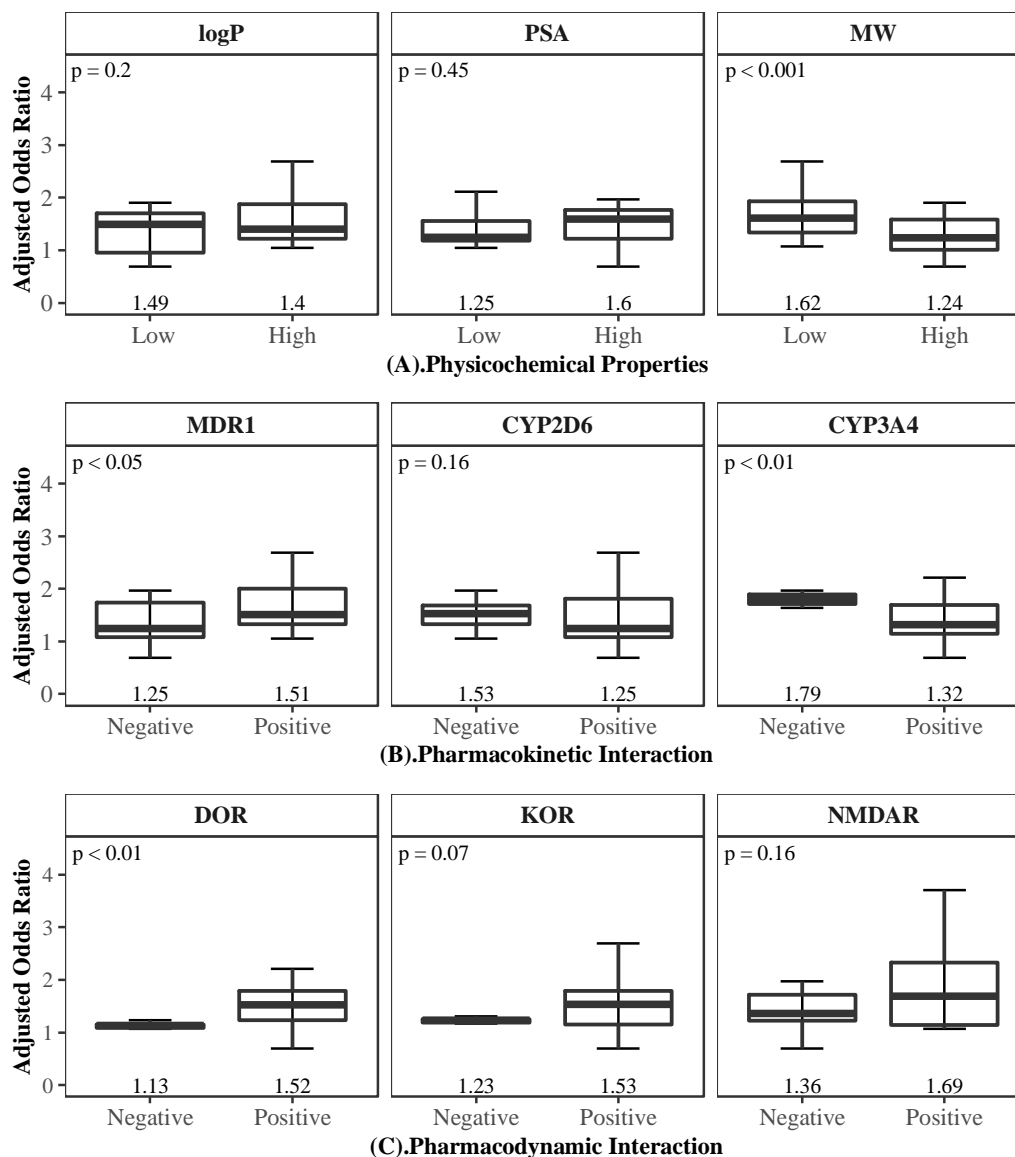 logP PSA MW
p = 0.2 p = 0.45 p < 0.001
Adjusted Odds Ratio
4
3
2
1
0
1.49 1.4 1.25 1.6 1.62 1.24
Low High Low High Low High
(A).Physicochemical Properties
MDR1 CYP2D6 CYP3A4
p < 0.05 p = 0.16 p < 0.01
Adjusted Odds Ratio
4
3
2
1
0
1.25 1.51 1.53 1.25 1.79 1.32
Negative Positive Negative Positive Negative Positive
(B).Pharmacokinetic Interaction
DOR KOR NMDAR
p < 0.01 p = 0.07 p = 0.16
Adjusted Odds Ratio
4
3
2
1
0
1.13 1.52 1.23 1.53 1.36 1.69
Negative Positive Negative Positive Negative Positive
(C).Pharmacodynamic Interaction